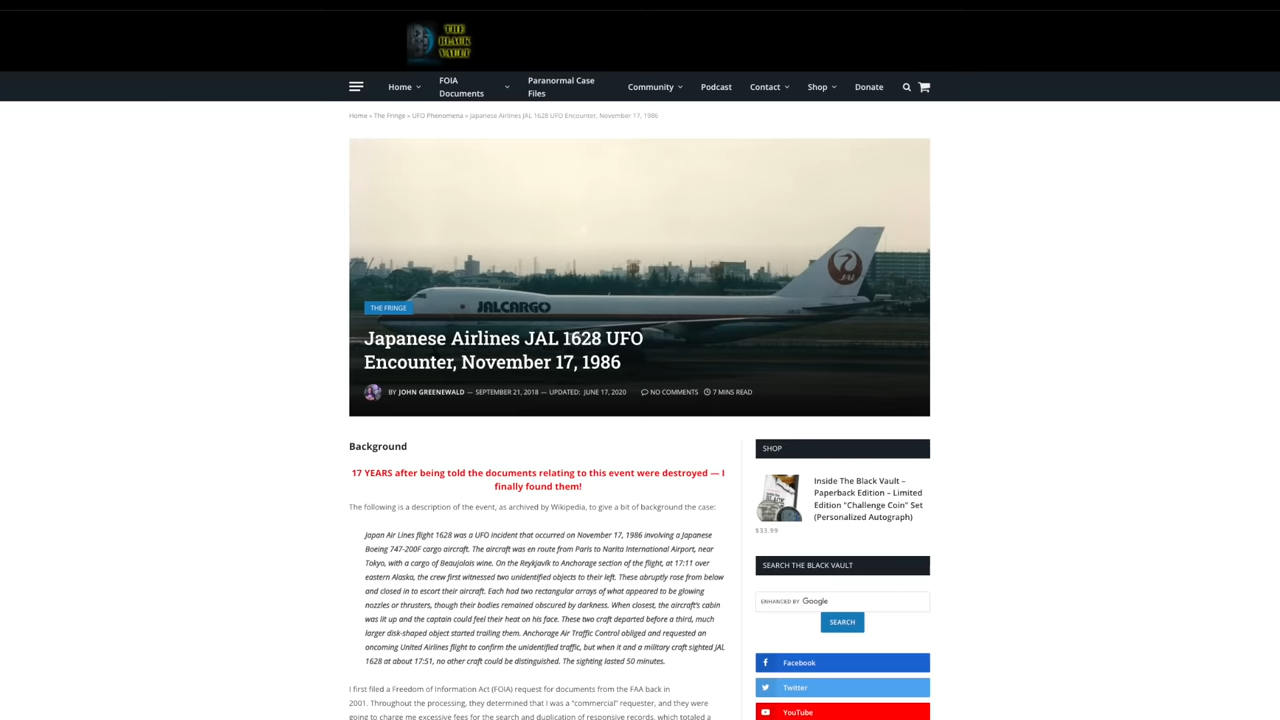 THE
BLACK
VAULT
Home
FOIA
Documents
Paranormal Case
Files
Community
Podcast
Contact
Shop
Donate
Home » The Fringe » UFO Phenomena » Japanese Airlines JAL 1628 UFO Encounter, November 17, 1986
JAL
JALCARGO
THE FRINGE
Japanese Airlines JAL 1628 UFO
Encounter, November 17, 1986
BY JOHN GREENEWALD — SEPTEMBER 21, 2018 — UPDATED: JUNE 17, 2020 NO COMMENTS 7 MINS READ
Background
17 YEARS after being told the documents relating to this event were destroyed — I
finally found them!
The following is a description of the event, as archived by Wikipedia, to give a bit of background the case:
Japan Air Lines flight 1628 was a UFO incident that occurred on November 17, 1986 involving a Japanese
Boeing 747-200F cargo aircraft. The aircraft was en route from Paris to Narita International Airport, near
Tokyo, with a cargo of Beaujolais wine. On the Reykjavík to Anchorage section of the flight, at 17:11 over
eastern Alaska, the crew first witnessed two unidentified objects to their left. These abruptly rose from below
and closed in to escort their aircraft. Each had two rectangular arrays of what appeared to be glowing
nozzles or thrusters, though their bodies remained obscured by darkness. When closest, the aircraft's cabin
was lit up and the captain could feel their heat on his face. These two craft departed before a third, much
larger disk-shaped object started trailing them. Anchorage Air Traffic Control obliged and requested an
oncoming United Airlines flight to confirm the unidentified traffic, but when it and a military craft sighted JAL
1628 at about 17:51, no other craft could be distinguished. The sighting lasted 50 minutes.
I first filed a Freedom of Information Act (FOIA) request for documents from the FAA back in
2001. Throughout the processing, they determined that I was a "commercial" requester, and they were
going to charge me excessive fees for the search and duplication of responsive records, which totaled a
SHOP
Inside The Black Vault –
Paperback Edition – Limited
Edition "Challenge Coin" Set
(Personalized Autograph)
$33.99
SEARCH THE BLACK VAULT
ENHANCED BY Google
SEARCH
Facebook
Twitter
YouTube